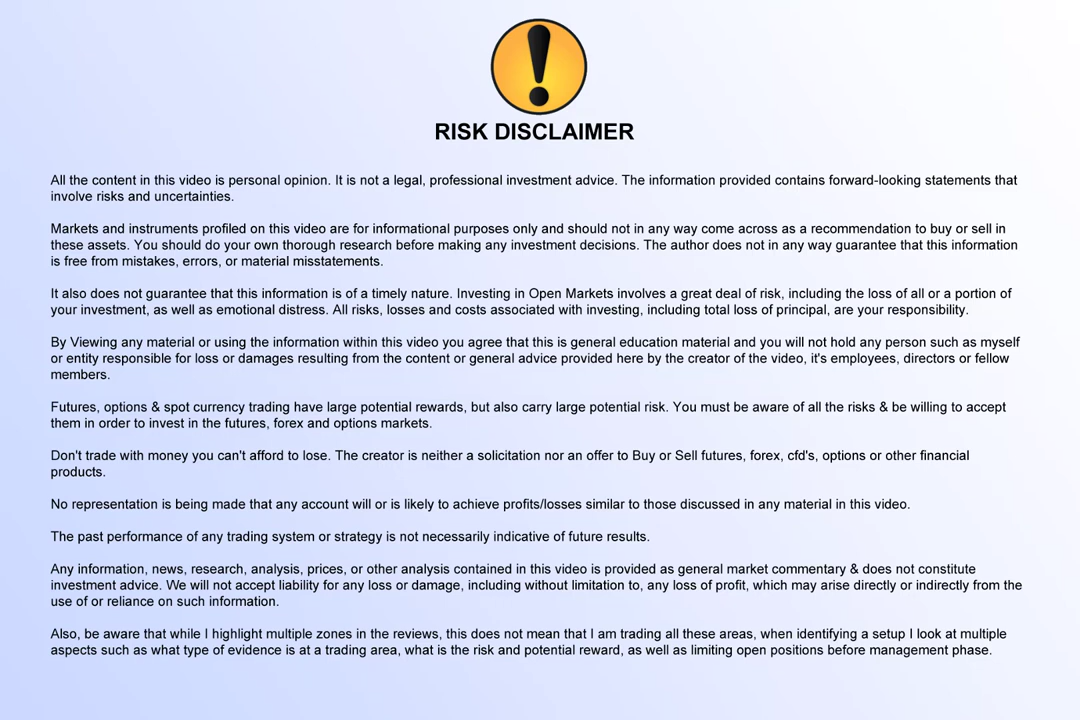 RISK DISCLAIMER
All the content in this video is personal opinion. It is not a legal, professional investment advice. The information provided contains forward-looking statements that
involve risks and uncertainties.
Markets and instruments profiled on this video are for informational purposes only and should not in any way come across as a recommendation to buy or sell in
these assets. You should do your own thorough research before making any investment decisions. The author does not in any way guarantee that this information
is free from mistakes, errors, or material misstatements.
It also does not guarantee that this information is of a timely nature. Investing in Open Markets involves a great deal of risk, including the loss of all or a portion of
your investment, as well as emotional distress. All risks, losses and costs associated with investing, including total loss of principal, are your responsibility.
By Viewing any material or using the information within this video you agree that this is general education material and you will not hold any person such as myself
or entity responsible for loss or damages resulting from the content or general advice provided here by the creator of the video, it's employees, directors or fellow
members.
Futures, options & spot currency trading have large potential rewards, but also carry large potential risk. You must be aware of all the risks & be willing to accept
them in order to invest in the futures, forex and options markets.
Don't trade with money you can't afford to lose. The creator is neither a solicitation nor an offer to Buy or Sell futures, forex, cfd's, options or other financial
products.
No representation is being made that any account will or is likely to achieve profits/losses similar to those discussed in any material in this video.
The past performance of any trading system or strategy is not necessarily indicative of future results.
Any information, news, research, analysis, prices, or other analysis contained in this video is provided as general market commentary & does not constitute
investment advice. We will not accept liability for any loss or damage, including without limitation to, any loss of profit, which may arise directly or indirectly from the
use of or reliance on such information.
Also, be aware that while I highlight multiple zones in the reviews, this does not mean that I am trading all these areas, when identifying a setup I look at multiple
aspects such as what type of evidence is at a trading area, what is the risk and potential reward, as well as limiting open positions before management phase.